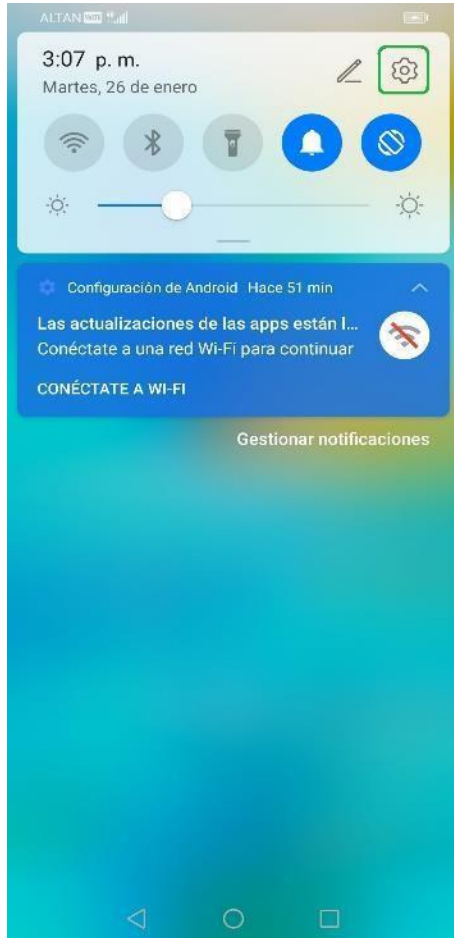 ALTAN
3:07 p. m.
Martes, 26 de enero
Configuración de Android Hace 51 min
Las actualizaciones de las apps están l...
Conéctate a una red Wi-Fi para continuar
CONÉCTATE A WI-FI
Gestionar notificaciones